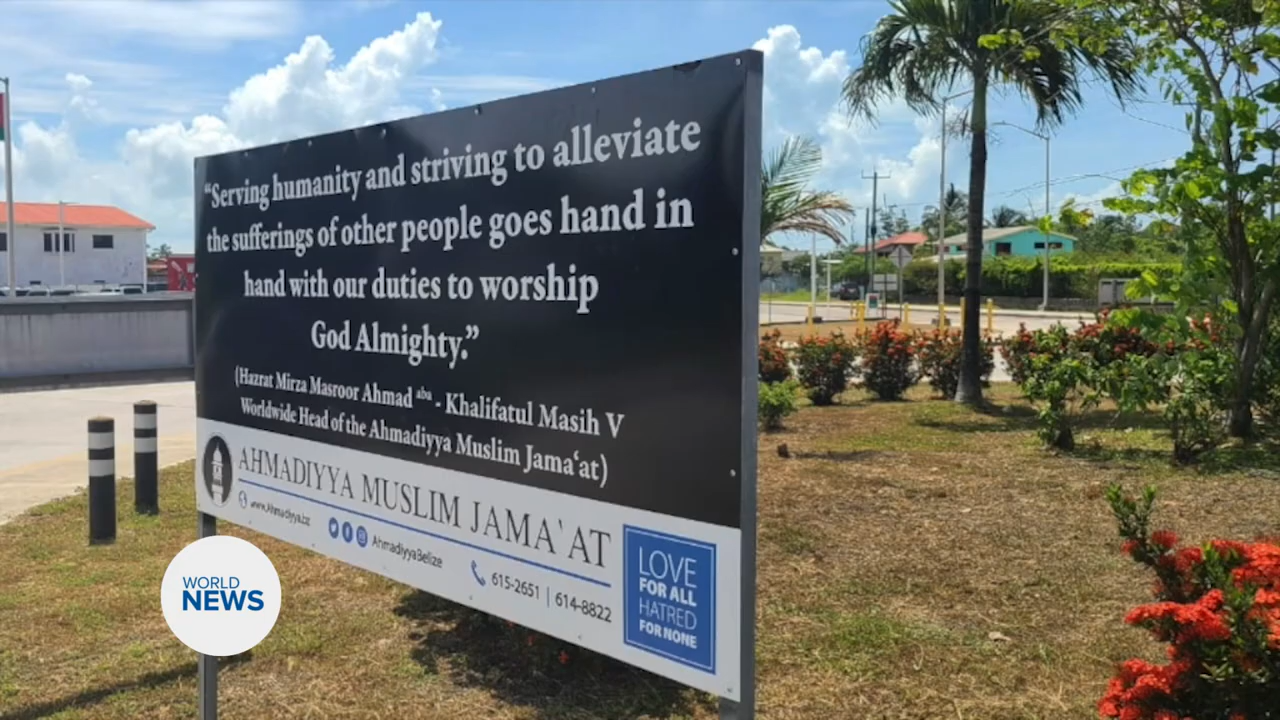 “Serving humanity and striving to alleviate
the sufferings of other people goes hand in
hand with our duties to worship
God Almighty.”
(Hazrat Mirza Masroor Ahmad aba - Khalifatul Masih V
Worldwide Head of the Ahmadiyya Muslim Jama‘at)
AHMADIYYA MUSLIM JAMA`AT
www.Ahmadiyya.bz
AhmadiyyaBelize
615-2651 | 614-8822
LOVE
FOR ALL
HATRED
FOR NONE
WORLD
NEWS